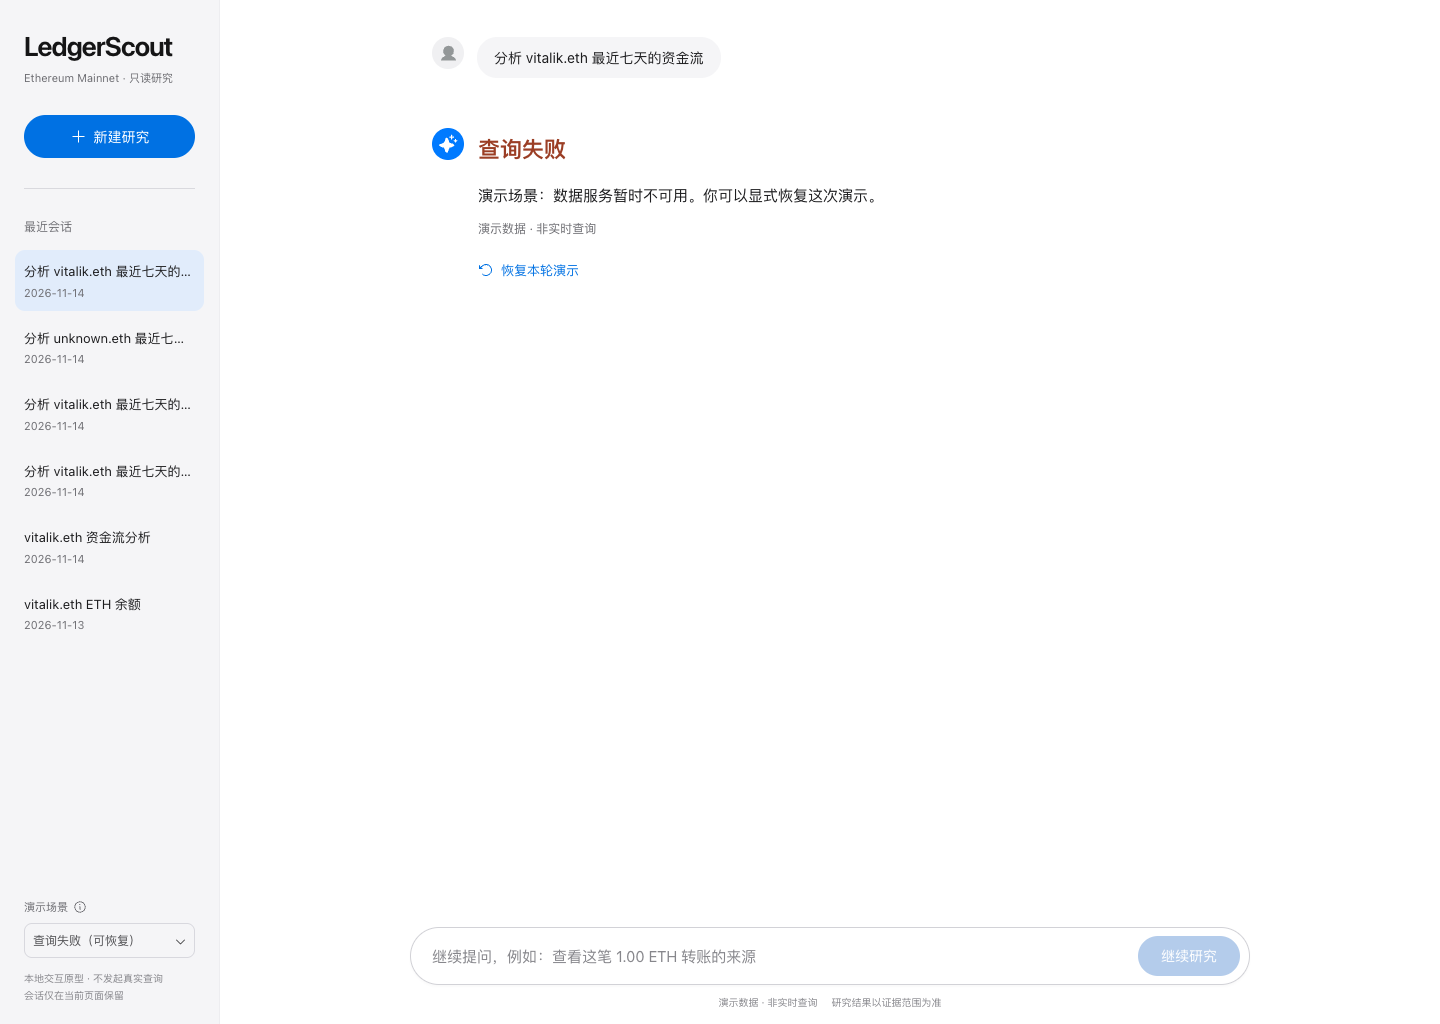 LedgerScout
Ethereum Mainnet · 只读研究
新建研究
最近会话
分析 vitalik.eth 最近七天的...
2026-11-14
分析 unknown.eth 最近七...
2026-11-14
分析 vitalik.eth 最近七天的...
2026-11-14
分析 vitalik.eth 最近七天的...
2026-11-14
vitalik.eth 资金流分析
2026-11-14
vitalik.eth ETH 余额
2026-11-13
演示场景
查询失败（可恢复）
本地交互原型 · 不发起真实查询
会话仅在当前页面保留
分析 vitalik.eth 最近七天的资金流
查询失败
演示场景：数据服务暂时不可用。你可以显式恢复这次演示。
演示数据 · 非实时查询
恢复本轮演示
继续提问，例如：查看这笔 1.00 ETH 转账的来源
继续研究
演示数据 · 非实时查询 研究结果以证据范围为准